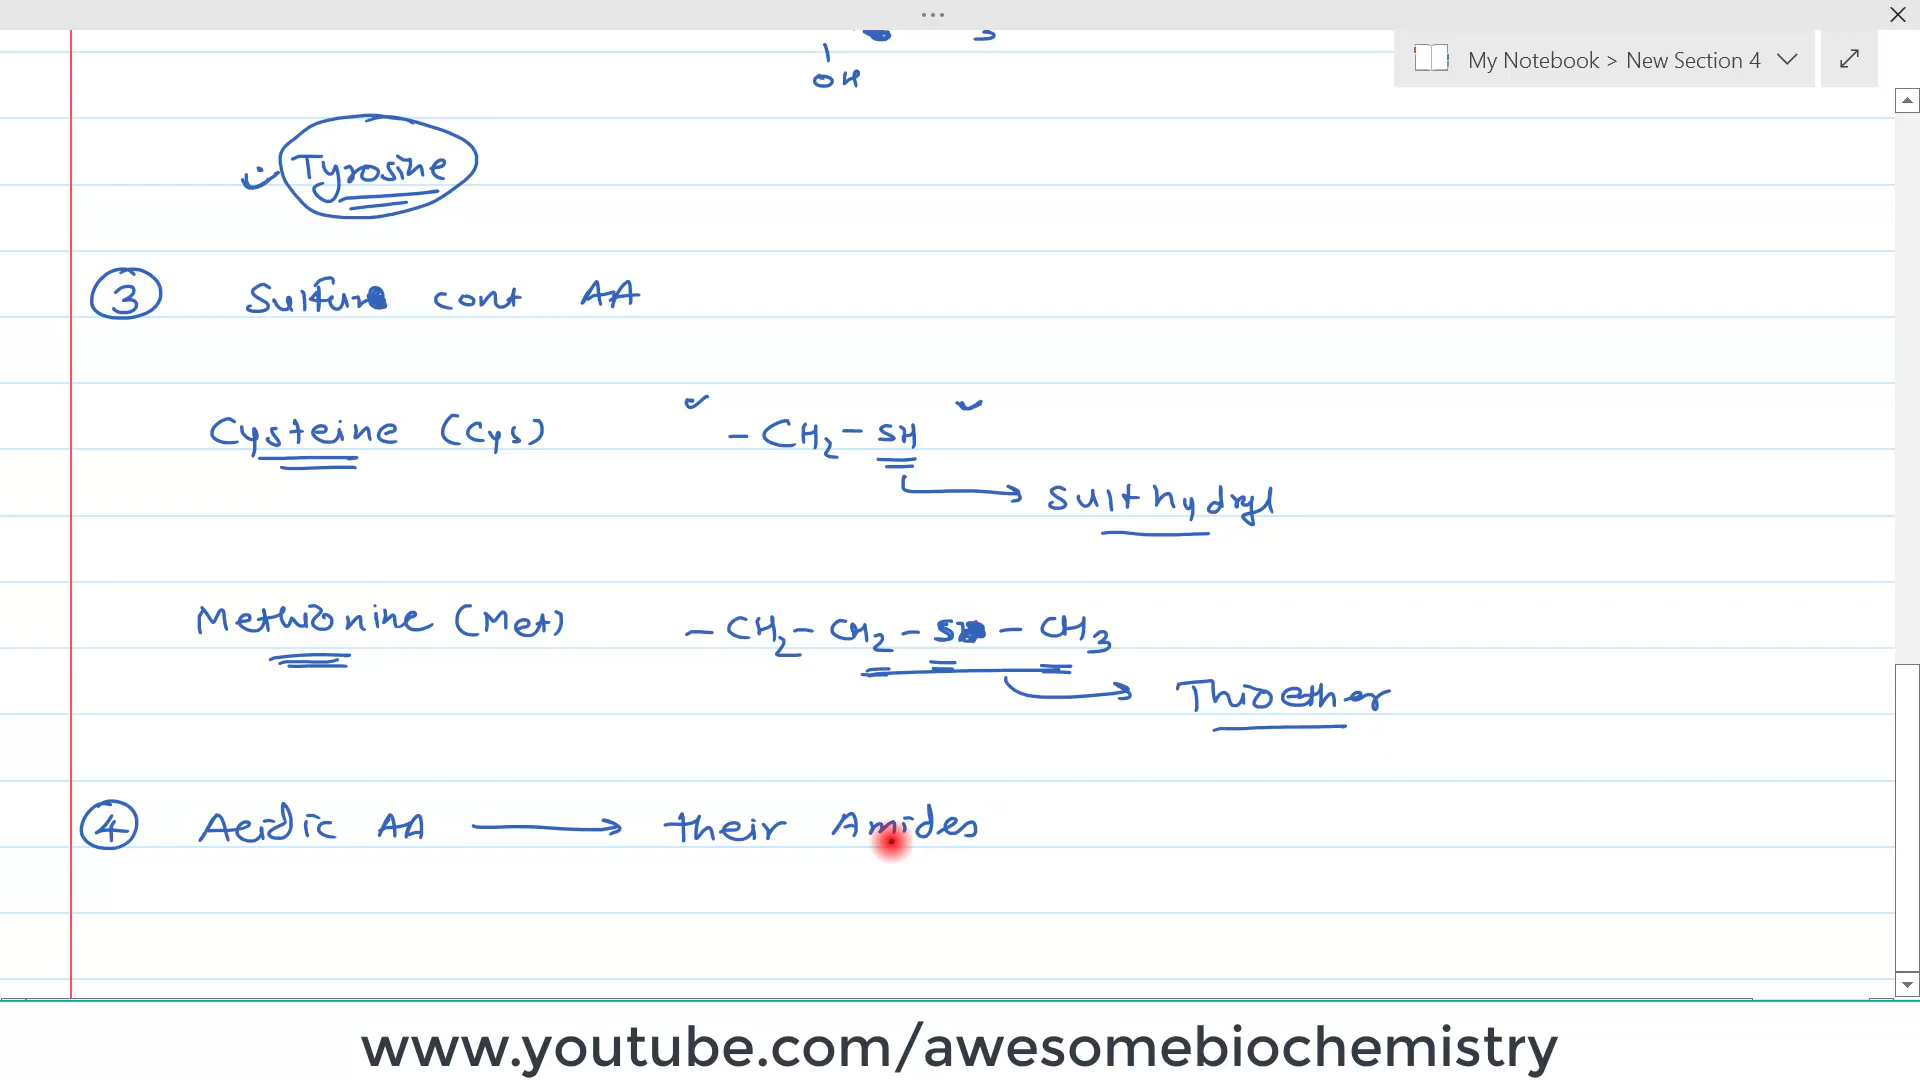 My Notebook > New Section 4
OH
Tyrosine
3 Sulfur cont AA
Cysteine (Cys) - CH2 - SH
Sulfhydryl
Methionine (Met) - CH2 - CH2 - S - CH3
Thioether
4 Acidic AA → their Amides
www.youtube.com/awesomebiochemistry